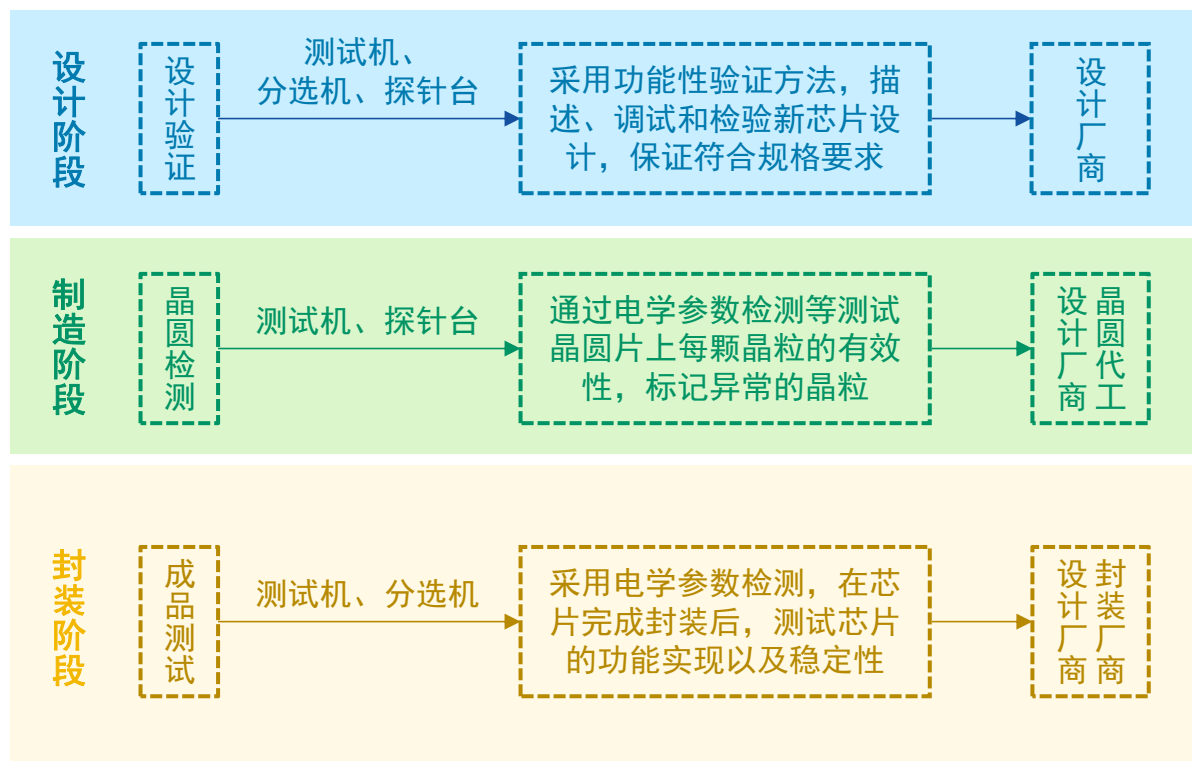 设计阶段
设计验证
测试机、
分选机、探针台
采用功能性验证方法，描
述、调试和检验新芯片设
计，保证符合规格要求
设计厂商
制造阶段
晶圆检测
测试机、探针台
通过电学参数检测等测试
晶圆片上每颗晶粒的有效
性，标记异常的晶粒
设计厂商
晶圆代工
封装阶段
成品测试
测试机、分选机
采用电学参数检测，在芯
片完成封装后，测试芯片
的功能实现以及稳定性
设计厂商
封装厂商